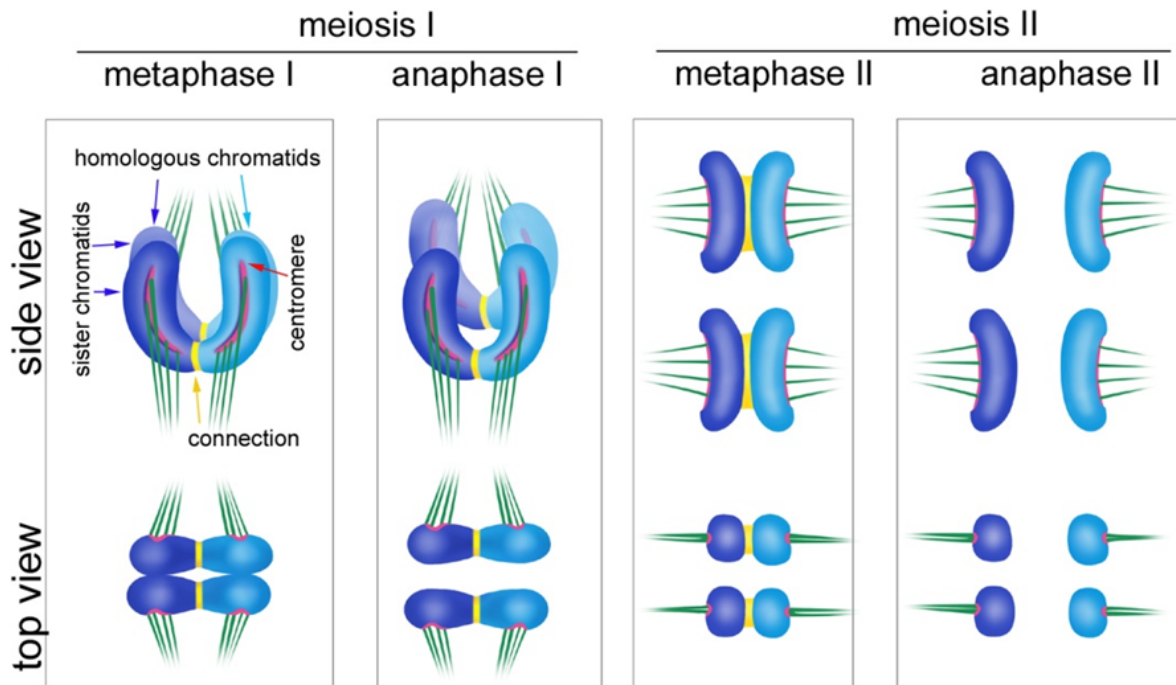 meiosis I
meiosis II
metaphase I
anaphase I
metaphase II
anaphase II
side view
homologous chromatids
sister chromatids
centromere
connection
top view